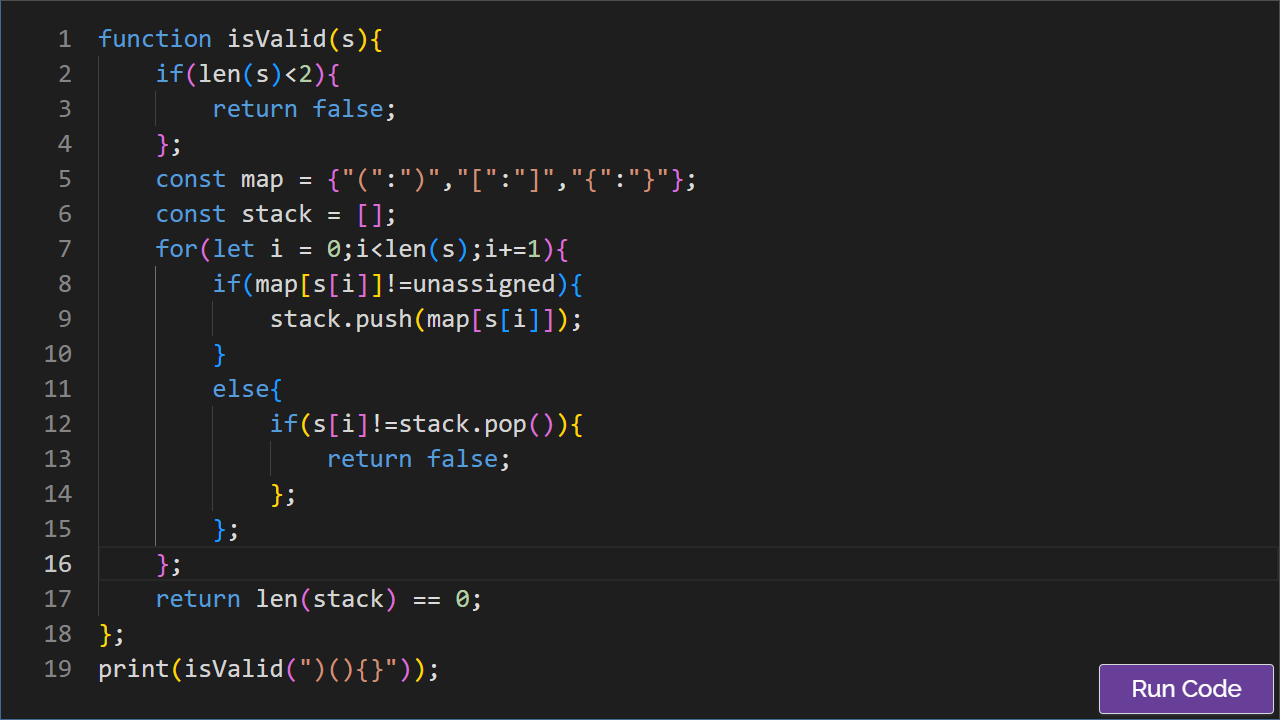 1 function isValid(s){
2     if(len(s)<2){
3         return false;
4     };
5     const map = {"(":")","[":"]","{":"}"};
6     const stack = [];
7     for(let i = 0;i<len(s);i+=1){
8         if(map[s[i]]!=unassigned){
9             stack.push(map[s[i]]);
10         }
11         else{
12             if(s[i]!=stack.pop()){
13                 return false;
14             };
15         };
16     };
17     return len(stack) == 0;
18 };
19 print(isValid(")(){}"));
Run Code